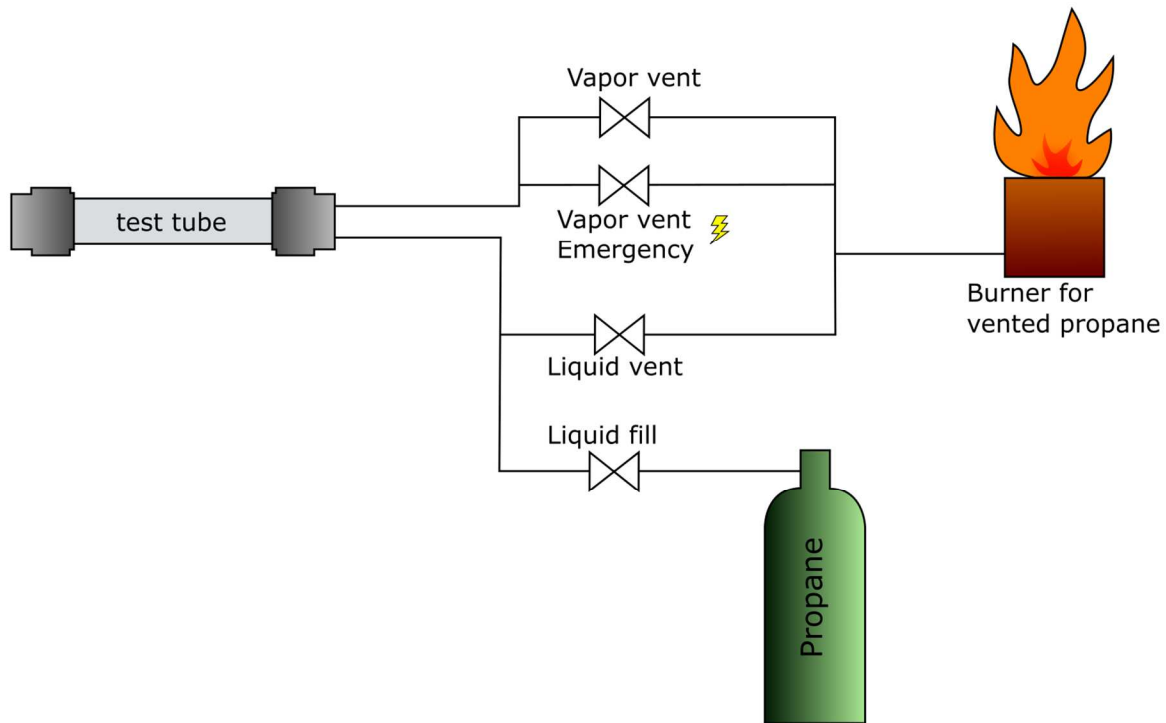 Vapor vent
test tube
Vapor vent
Emergency
Burner for
vented propane
Liquid vent
Liquid fill
Propane